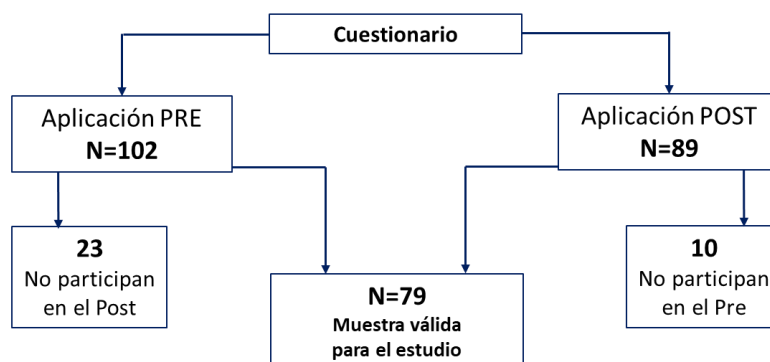 Cuestionario
Aplicación PRE
N=102
Aplicación POST
N=89
23
No participan
en el Post
N=79
Muestra válida
para el estudio
10
No participan
en el Pre